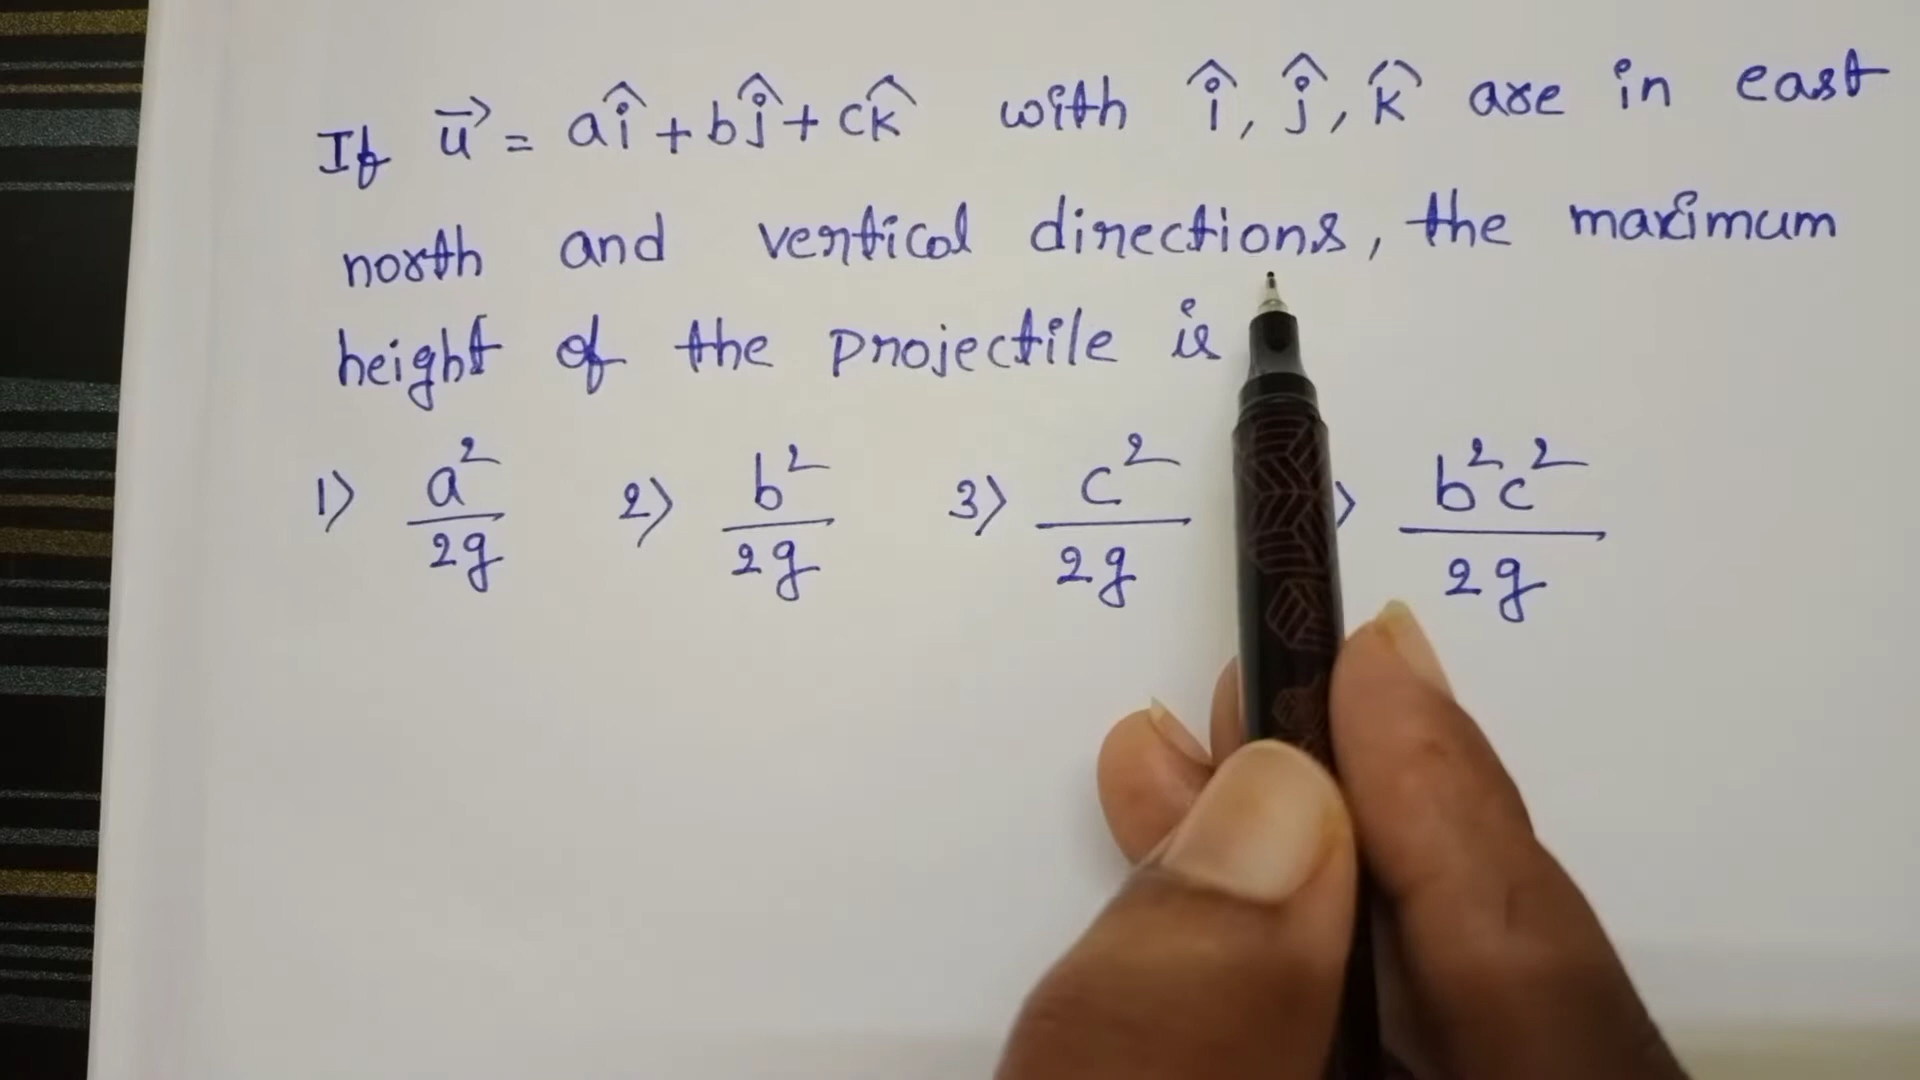 If u⃗ = aî + bĵ + ck̂ with î, ĵ, k̂ are in east
north and vertical directions, the maximum
height of the projectile is
1) a²/2g 2) b²/2g 3) c²/2g ) b²c²/2g